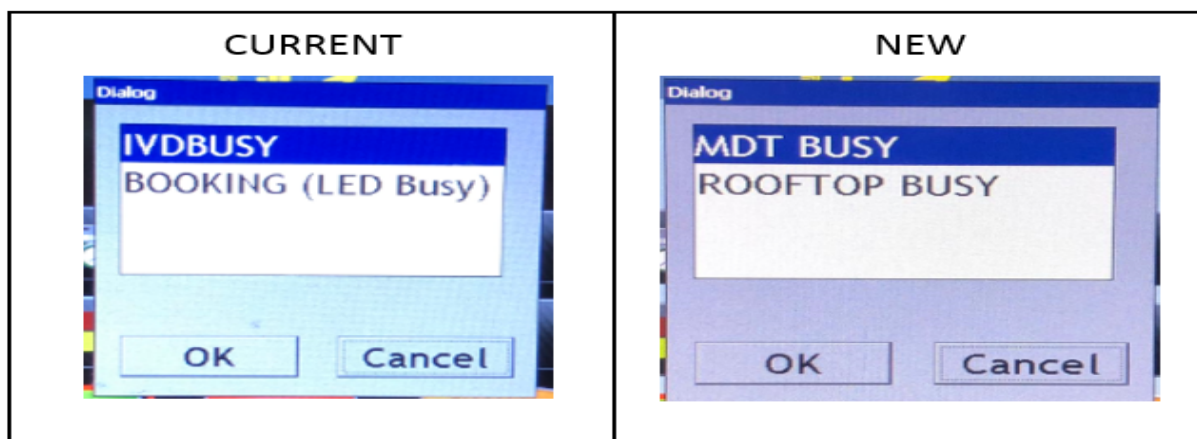 CURRENT
Dialog
IVDBUSY
BOOKING (LED Busy)
OK Cancel
NEW
Dialog
MDT BUSY
ROOFTOP BUSY
OK Cancel